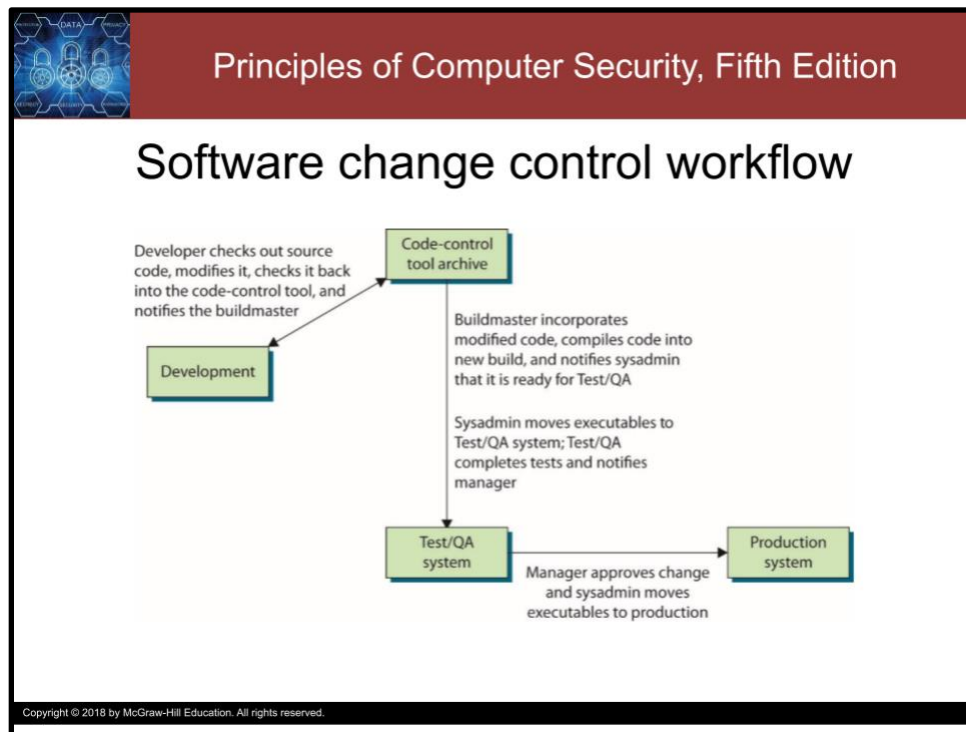 DATA
PRIVACY
SECURITY
Principles of Computer Security, Fifth Edition
Software change control workflow
Developer checks out source
code, modifies it, checks it back
into the code-control tool, and
notifies the buildmaster
Code-control
tool archive
Development
Buildmaster incorporates
modified code, compiles code into
new build, and notifies sysadmin
that it is ready for Test/QA
Sysadmin moves executables to
Test/QA system; Test/QA
completes tests and notifies
manager
Test/QA
system
Manager approves change
and sysadmin moves
executables to production
Production
system
Copyright © 2018 by McGraw-Hill Education. All rights reserved.